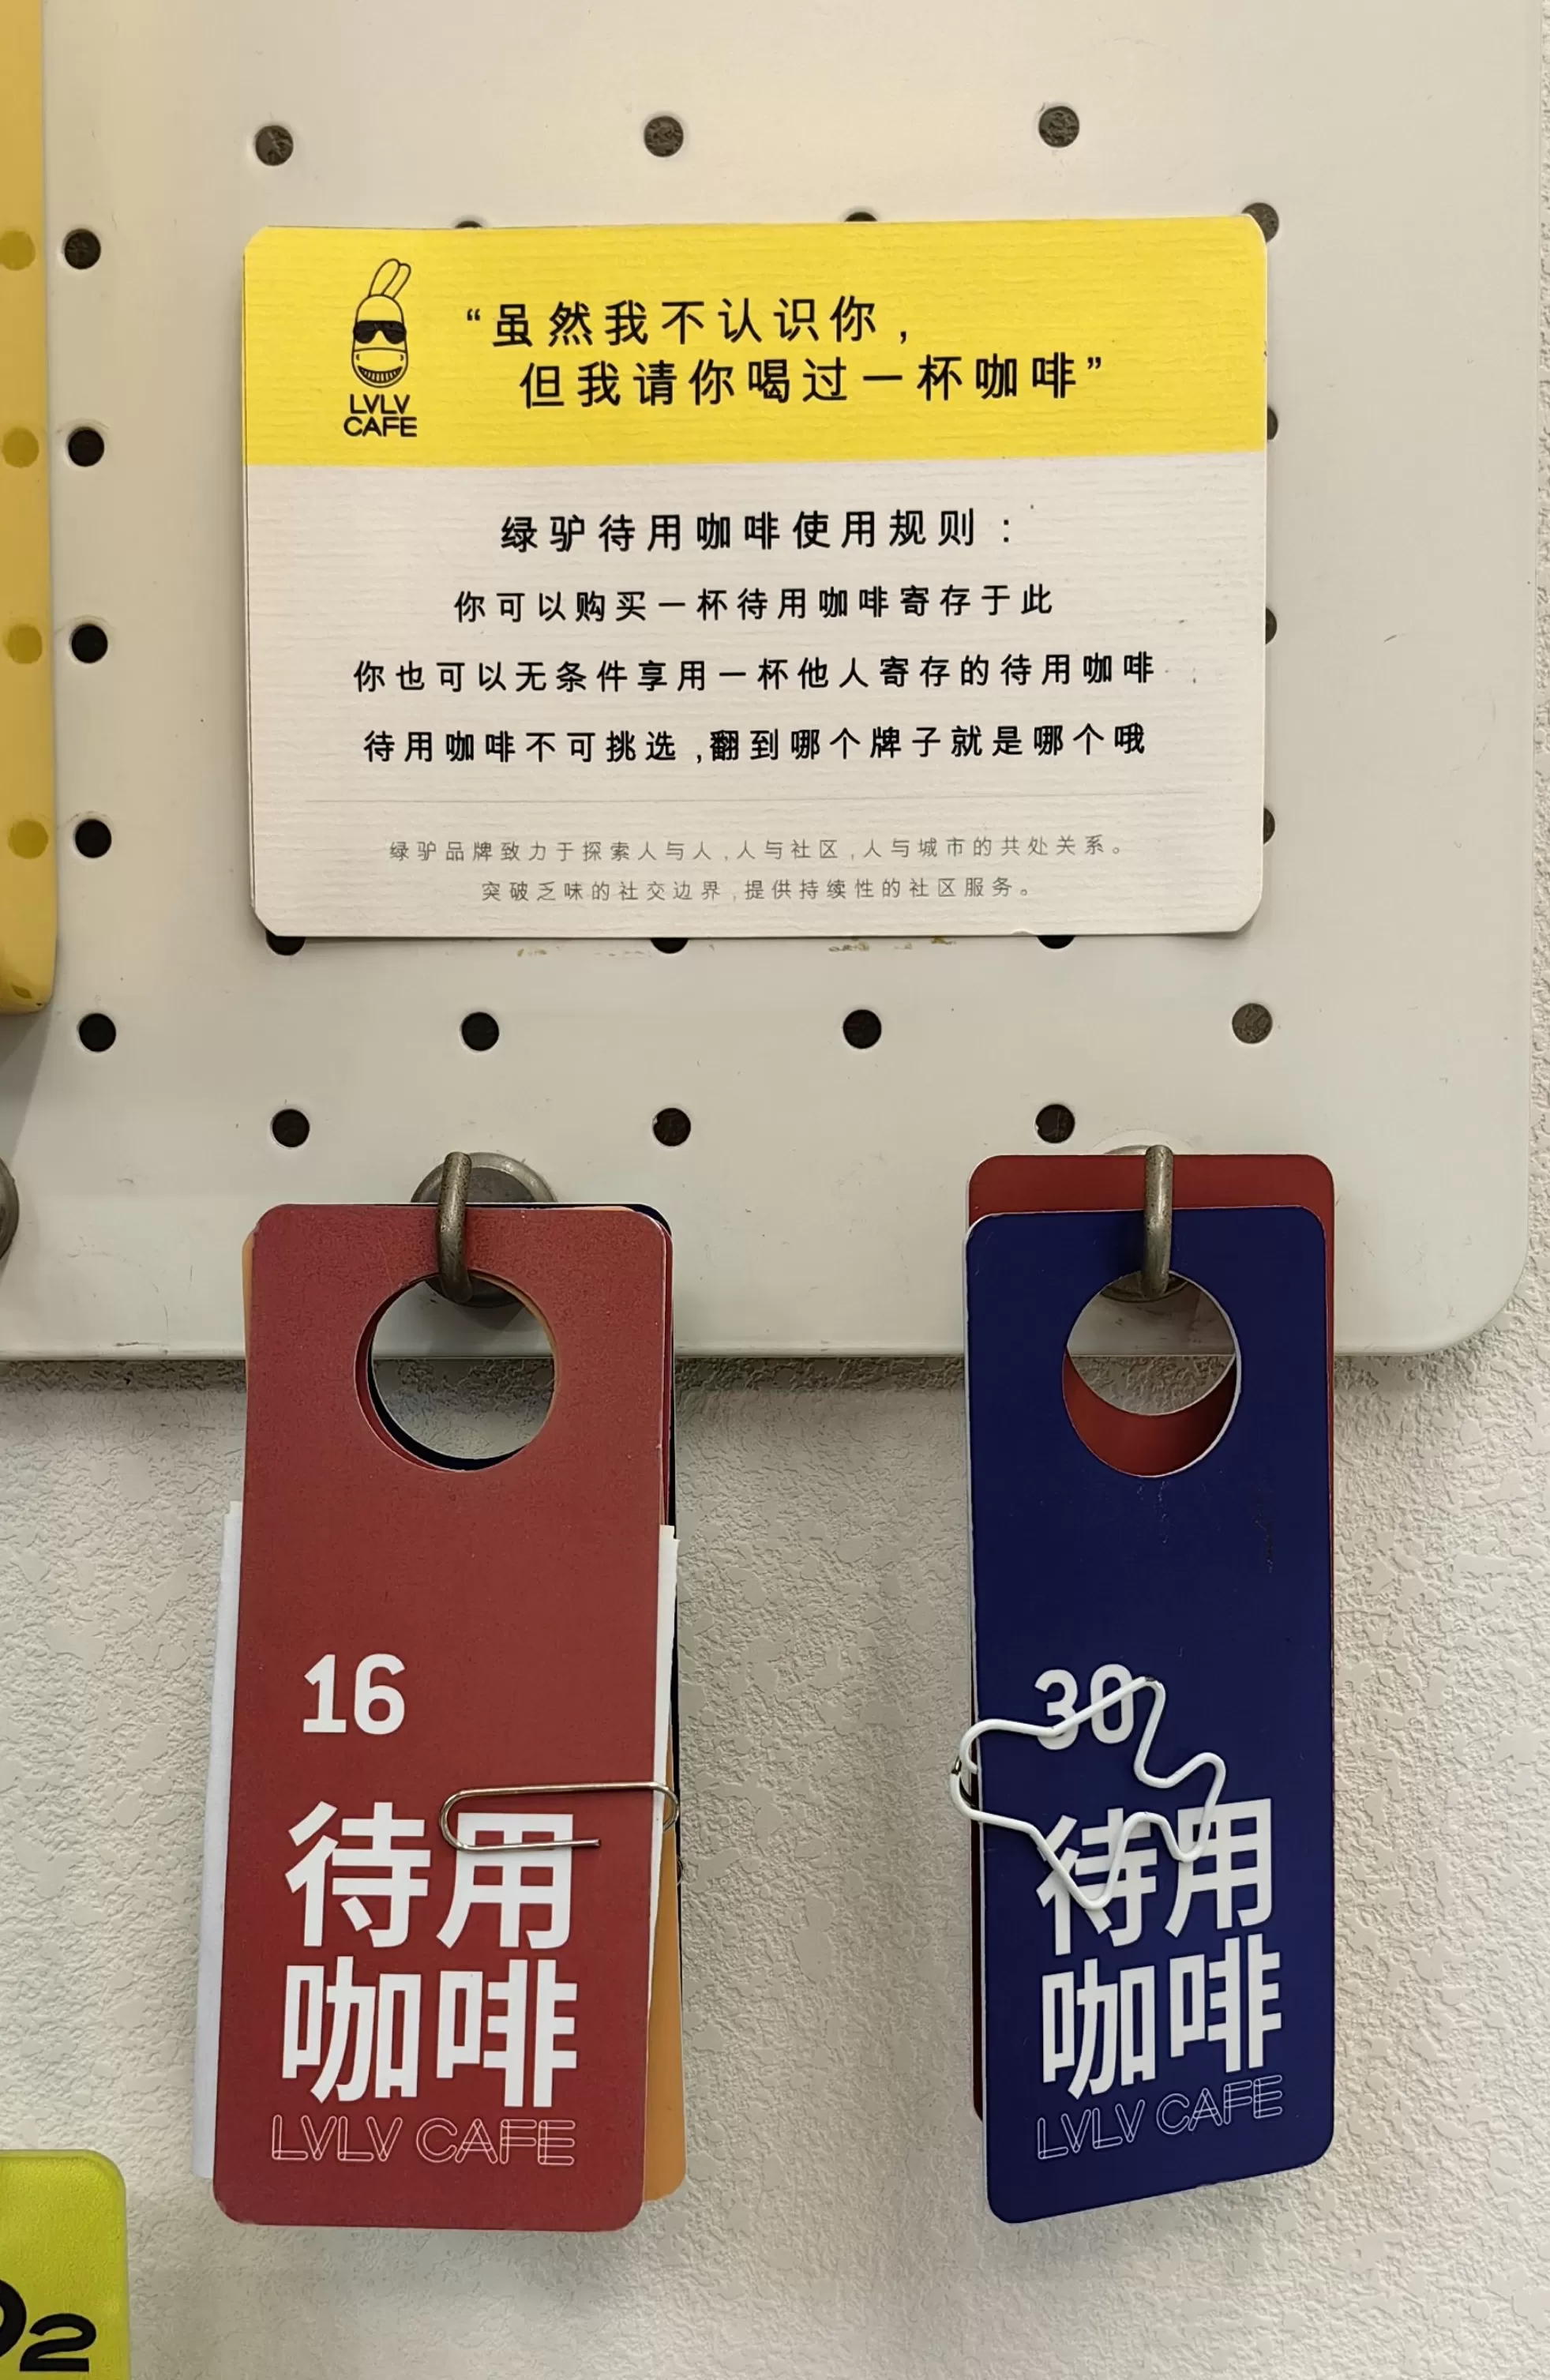 “虽然我不认识你，
但我请你喝过一杯咖啡”
LVLV
CAFE
绿驴待用咖啡使用规则：
你可以购买一杯待用咖啡寄存于此
你也可以无条件享用一杯他人寄存的待用咖啡
待用咖啡不可挑选，翻到哪个牌子就是哪个哦
绿驴品牌致力于探索人与人，人与社区，人与城市的共处关系。
突破乏味的社交边界，提供持续性的社区服务。
16
待用
咖啡
LVLV CAFE
30
待用
咖啡
LVLV CAFE